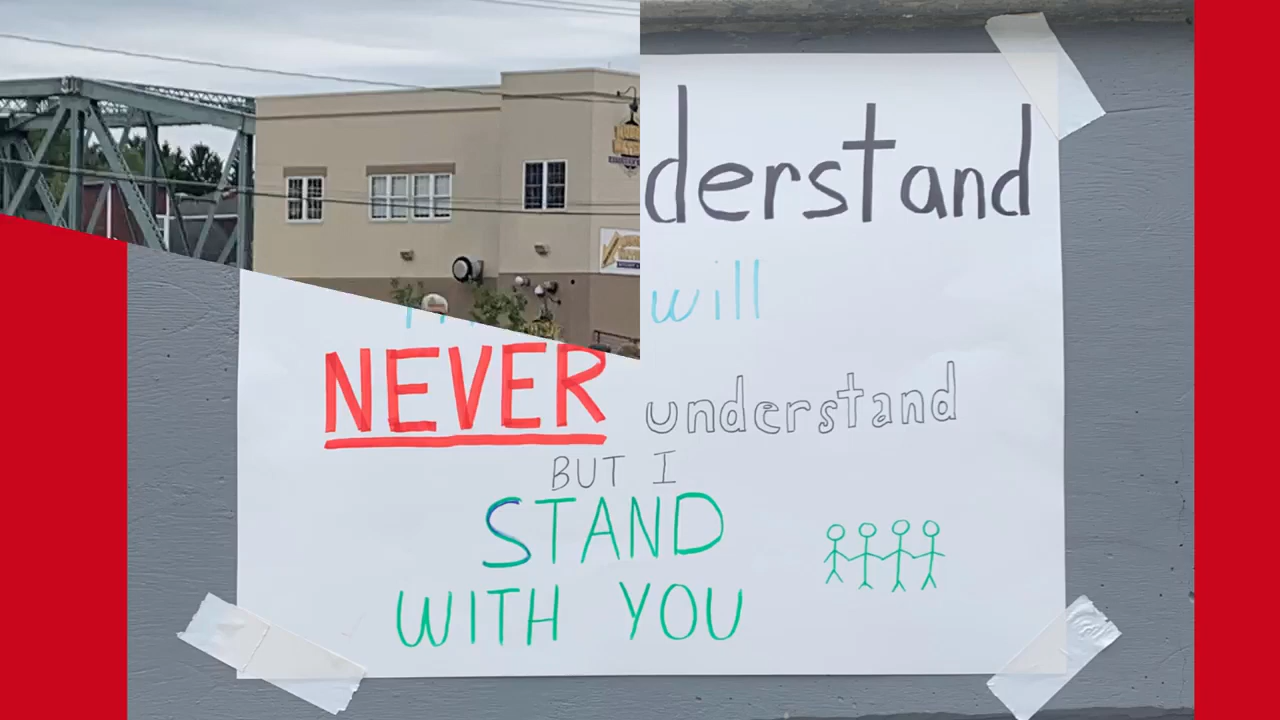 derstand
will
NEVER understand
BUT I
STAND
WITH YOU